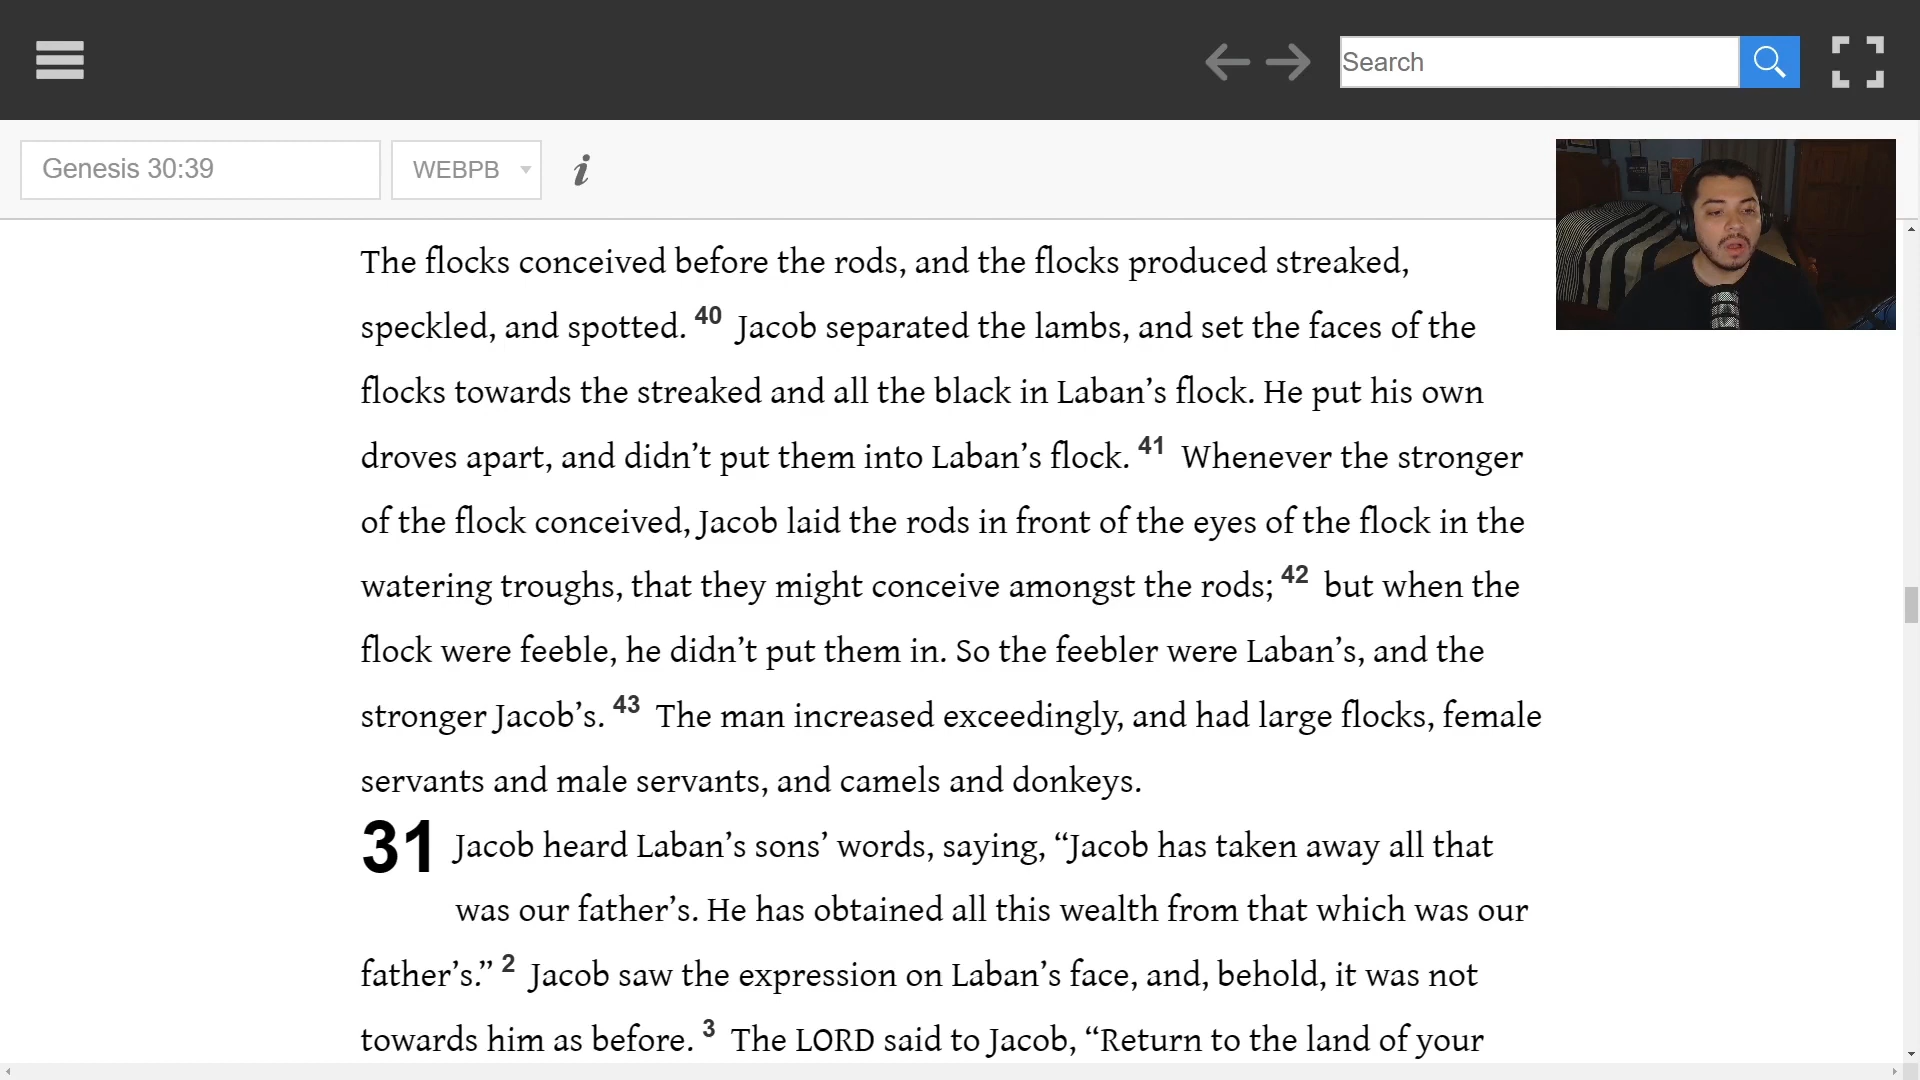 Search
Genesis 30:39
WEBPB
i
The flocks conceived before the rods, and the flocks produced streaked,
speckled, and spotted. 40 Jacob separated the lambs, and set the faces of the
flocks towards the streaked and all the black in Laban’s flock. He put his own
droves apart, and didn’t put them into Laban’s flock. 41 Whenever the stronger
of the flock conceived, Jacob laid the rods in front of the eyes of the flock in the
watering troughs, that they might conceive amongst the rods; 42 but when the
flock were feeble, he didn’t put them in. So the feebler were Laban’s, and the
stronger Jacob’s. 43 The man increased exceedingly, and had large flocks, female
servants and male servants, and camels and donkeys.
31 Jacob heard Laban’s sons’ words, saying, “Jacob has taken away all that
was our father’s. He has obtained all this wealth from that which was our
father’s.” 2 Jacob saw the expression on Laban’s face, and, behold, it was not
towards him as before. 3 The LORD said to Jacob, “Return to the land of your